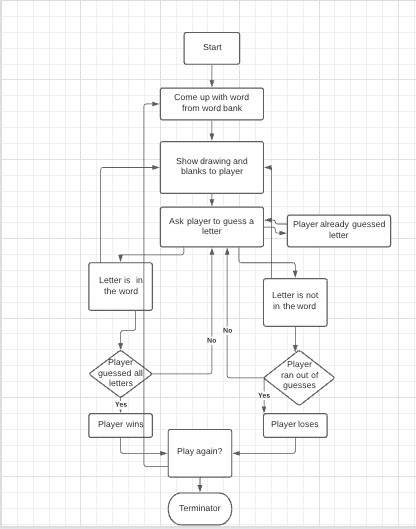 Start
Come up with word
from word bank
Show drawing and
blanks to player
Ask player to guess a
letter
Player already guessed
letter
Letter is in
the word
Letter is not
in the word
No
No
Player
guessed all
letters
Player
ran out of
guesses
Yes
Yes
Player wins
Player loses
Play again?
Terminator